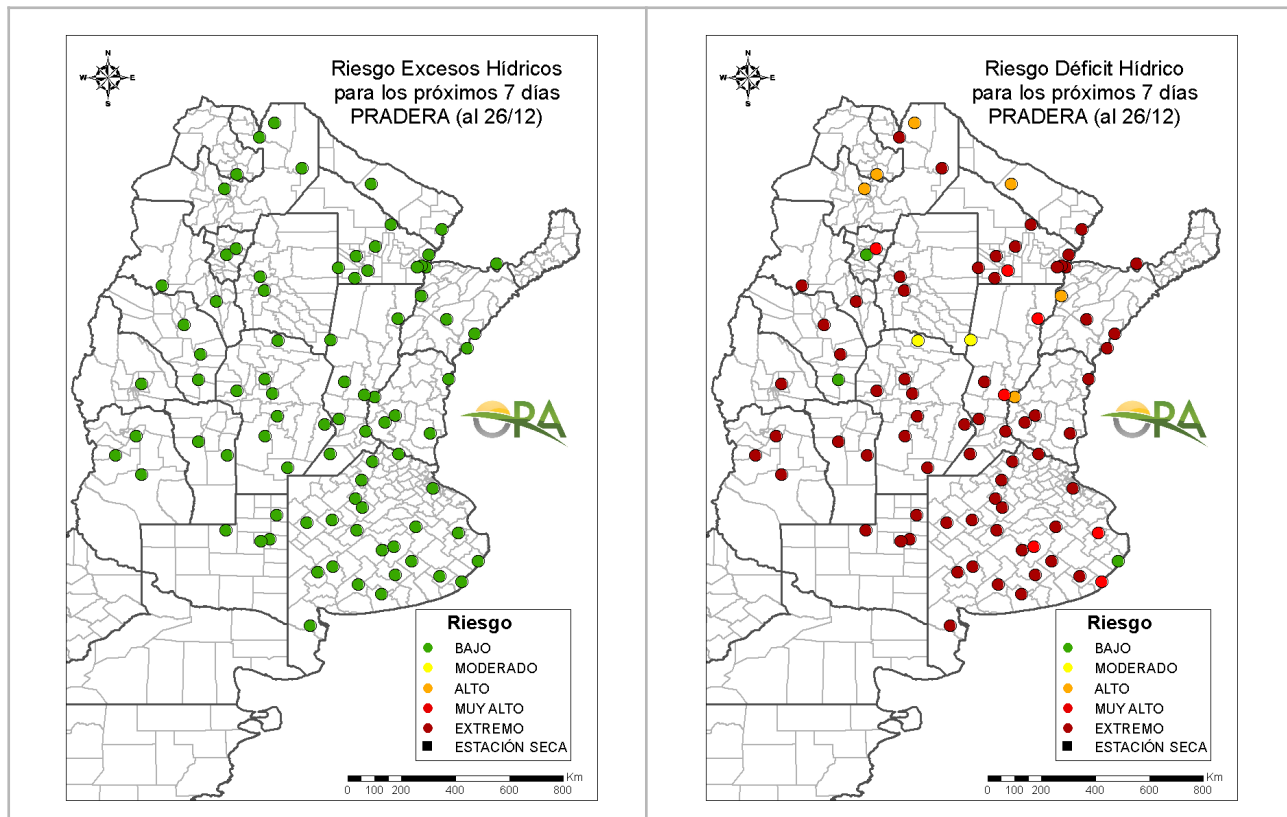 N
W E
S
Riesgo Excesos Hídricos
para los próximos 7 días
PRADERA (al 26/12)
ORA
Riesgo
BAJO
MODERADO
ALTO
MUY ALTO
EXTREMO
ESTACIÓN SECA
Km
0 100 200 400 600 800
N
W E
S
Riesgo Déficit Hídrico
para los próximos 7 días
PRADERA (al 26/12)
ORA
Riesgo
BAJO
MODERADO
ALTO
MUY ALTO
EXTREMO
ESTACIÓN SECA
Km
0 100 200 400 600 800